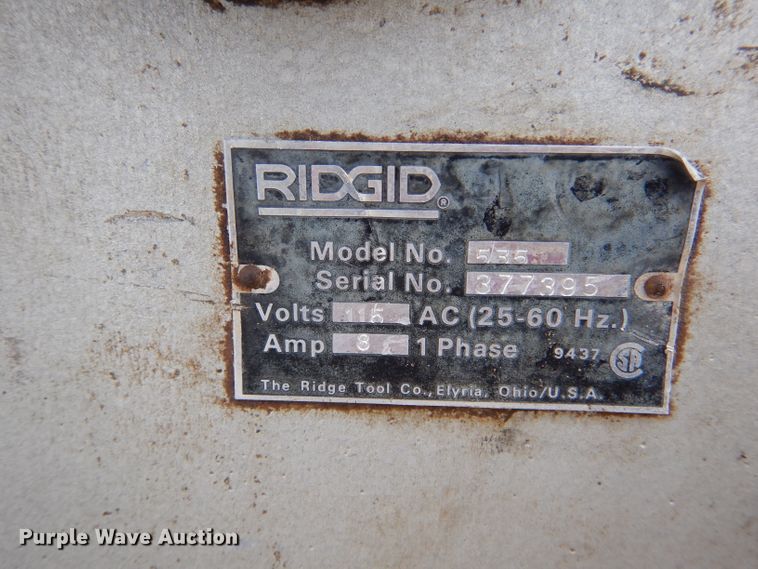 RIDGID®
Model No. 535
Serial No. 377395
Volts 115 AC (25-60 Hz.)
Amp 8 1 Phase 9437 SA
The Ridge Tool Co., Elyria, Ohio/U.S.A.
Purple Wave Auction